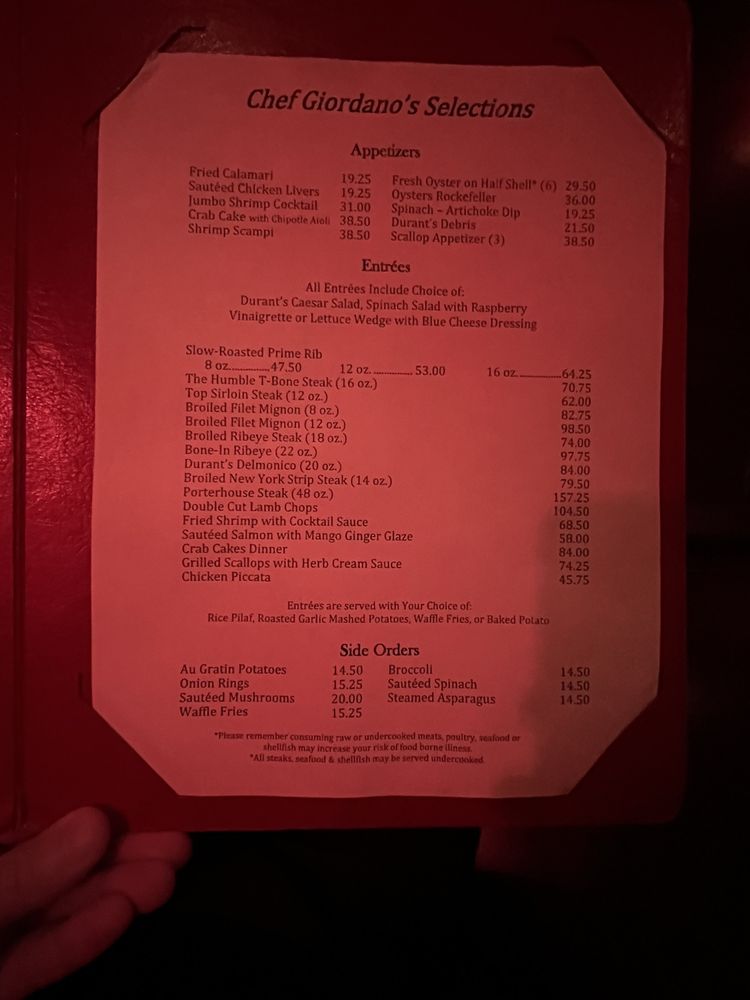 Chef Giordano's Selections
Appetizers
Fried Calamari 19.25
Sautéed Chicken Livers 19.25
Jumbo Shrimp Cocktail 31.00
Crab Cake with Chipotle Aioli 38.50
Shrimp Scampi 38.50
Fresh Oyster on Half Shell* (6) 29.50
Oysters Rockefeller 36.00
Spinach – Artichoke Dip 19.25
Durant's Debris 21.50
Scallop Appetizer (3) 38.50
Entrées
All Entrées Include Choice of:
Durant's Caesar Salad, Spinach Salad with Raspberry
Vinaigrette or Lettuce Wedge with Blue Cheese Dressing
Slow-Roasted Prime Rib
8 oz..............47.50 12 oz. ............. 53.00 16 oz. .............64.25
The Humble T-Bone Steak (16 oz.) 70.75
Top Sirloin Steak (12 oz.) 62.00
Broiled Filet Mignon (8 oz.) 82.75
Broiled Filet Mignon (12 oz.) 98.50
Broiled Ribeye Steak (18 oz.) 74.00
Bone-In Ribeye (22 oz.) 97.75
Durant's Delmonico (20 oz.) 84.00
Broiled New York Strip Steak (14 oz.) 79.50
Porterhouse Steak (48 oz.) 157.25
Double Cut Lamb Chops 104.50
Fried Shrimp with Cocktail Sauce 68.50
Sautéed Salmon with Mango Ginger Glaze 58.00
Crab Cakes Dinner 84.00
Grilled Scallops with Herb Cream Sauce 74.25
Chicken Piccata 45.75
Entrées are served with Your Choice of:
Rice Pilaf, Roasted Garlic Mashed Potatoes, Waffle Fries, or Baked Potato
Side Orders
Au Gratin Potatoes 14.50
Onion Rings 15.25
Sautéed Mushrooms 20.00
Waffle Fries 15.25
Broccoli 14.50
Sautéed Spinach 14.50
Steamed Asparagus 14.50
*Please remember consuming raw or undercooked meats, poultry, seafood or
shellfish may increase your risk of food borne illness.
*All steaks, seafood & shellfish may be served undercooked.